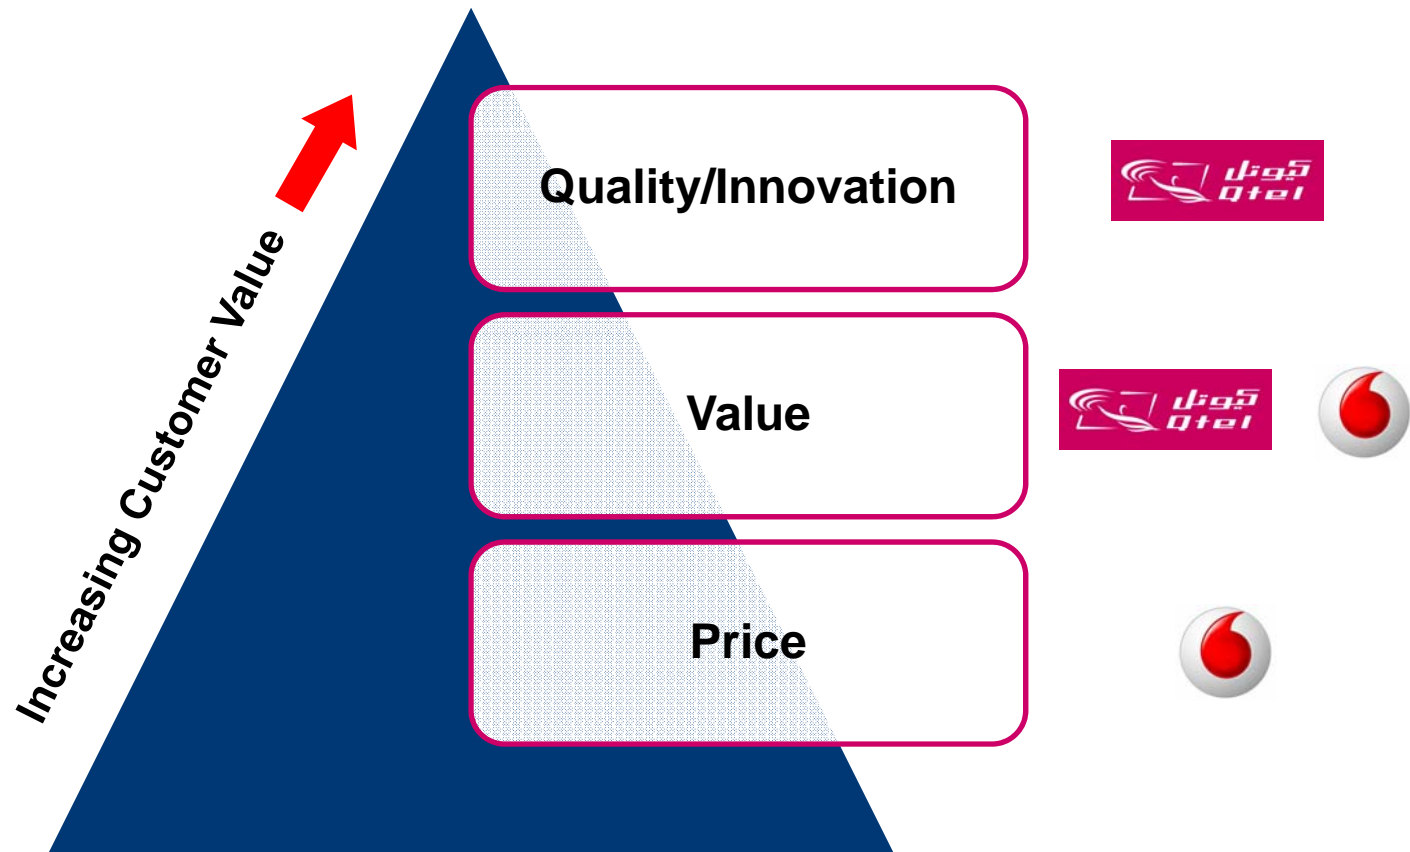 Increasing Customer Value
Quality/Innovation
كيوتل
Qtel
Value
كيوتل
Qtel
Price